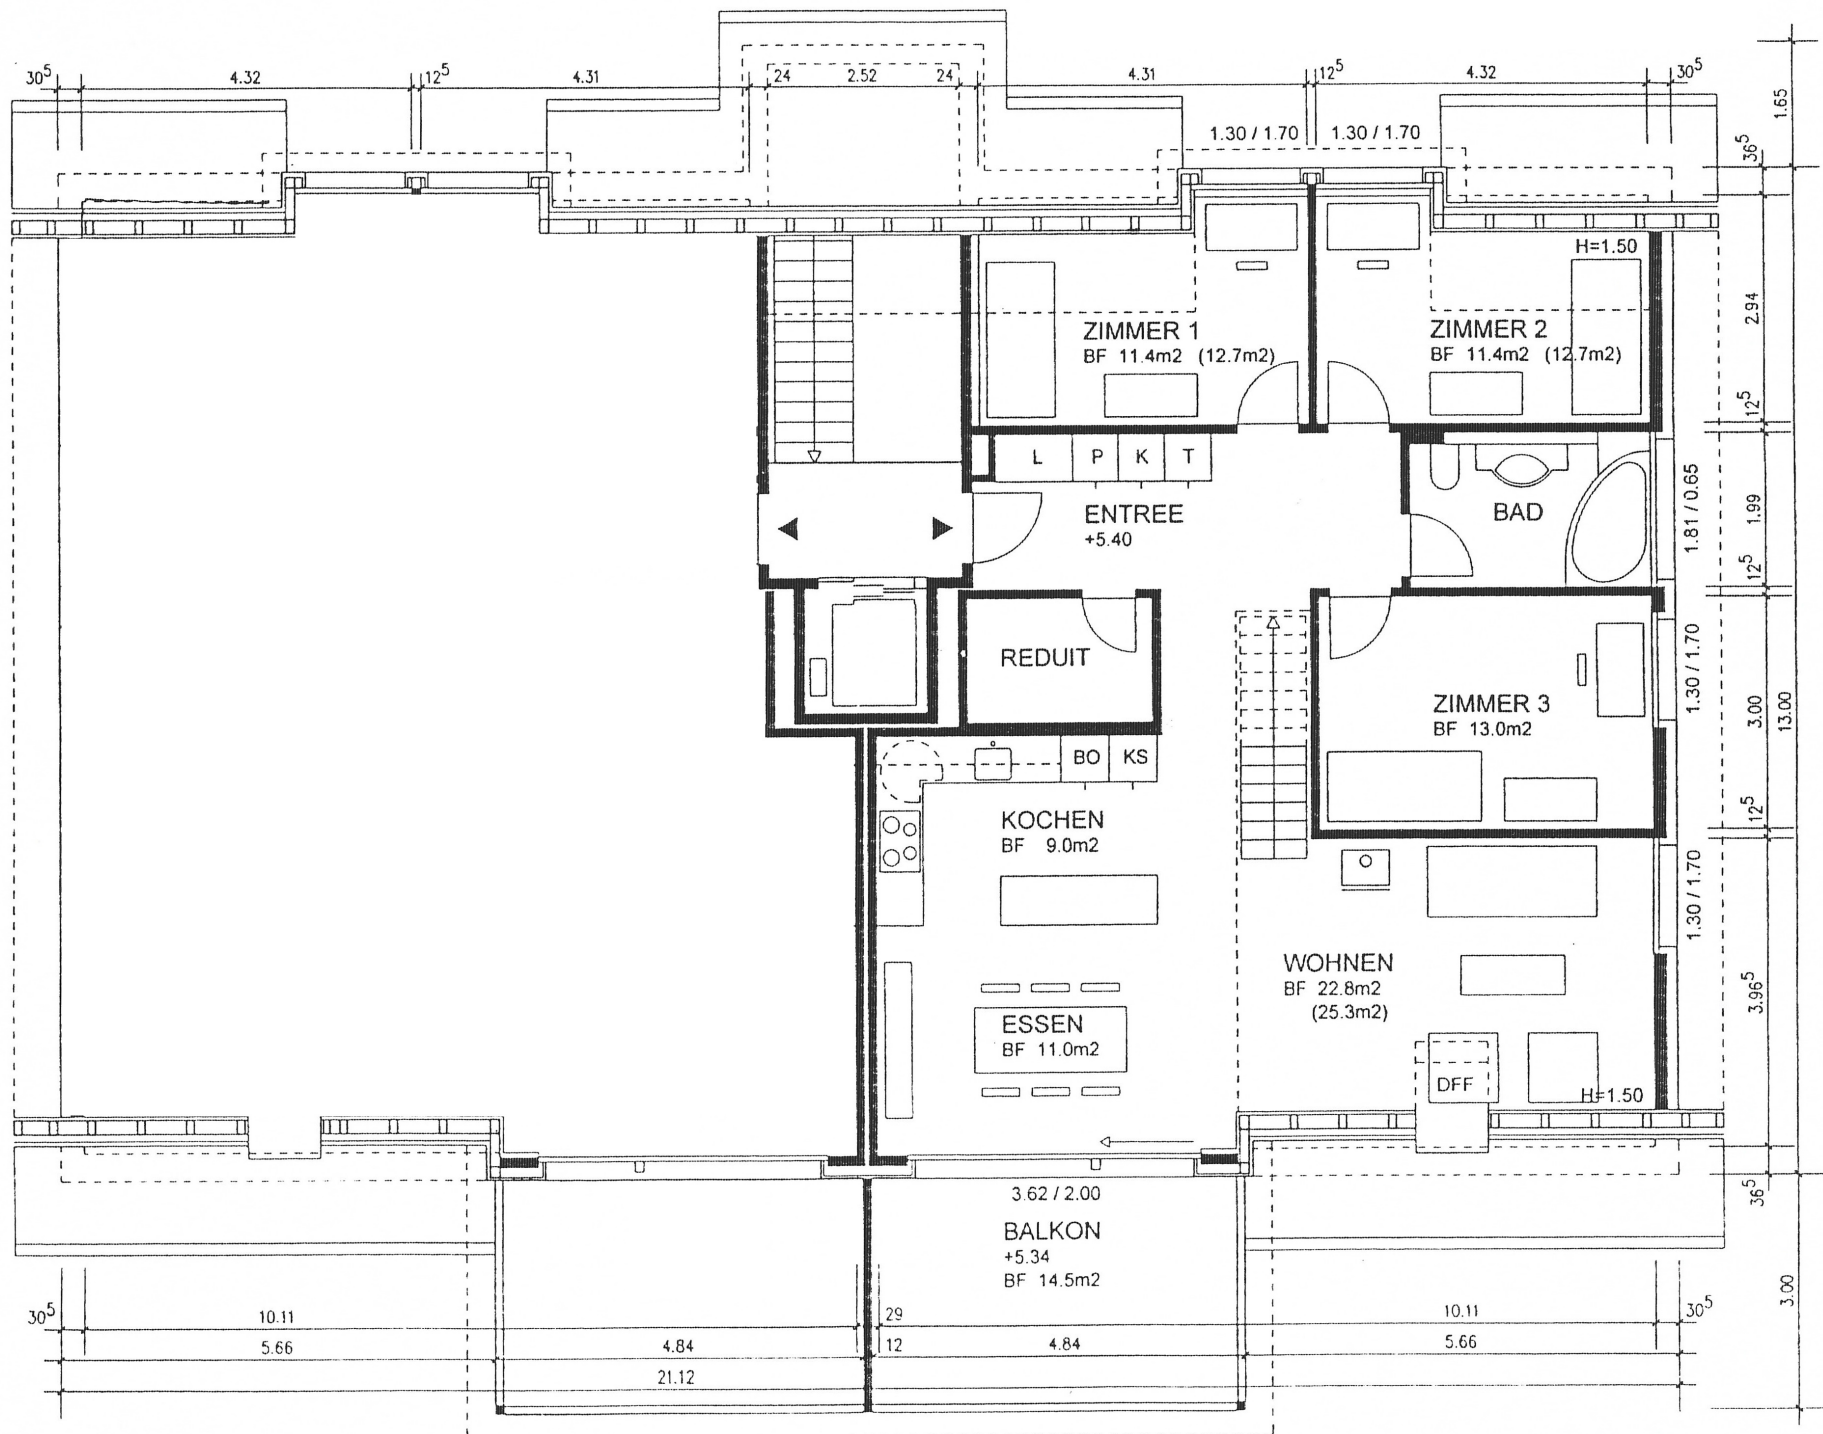 30⁵ 4.32 12⁵ 4.31 24 2.52 24 4.31 12⁵ 4.32 30⁵
1.65
1.30 / 1.70 1.30 / 1.70
36⁵
H=1.50
2.94
ZIMMER 1
BF 11.4m2 (12.7m2)
ZIMMER 2
BF 11.4m2 (12.7m2)
12⁵
L P K T
ENTREE
+5.40
BAD
1.81 / 0.65
1.99
12⁵
REDUIT
ZIMMER 3
BF 13.0m2
1.30 / 1.70
3.00
13.00
BO KS
KOCHEN
BF 9.0m2
12⁵
1.30 / 1.70
WOHNEN
BF 22.8m2
(25.3m2)
3.96⁵
ESSEN
BF 11.0m2
DFF
H=1.50
3.62 / 2.00
36⁵
BALKON
+5.34
BF 14.5m2
3.00
30⁵ 10.11 29 10.11 30⁵
5.66 4.84 12 4.84 5.66
21.12